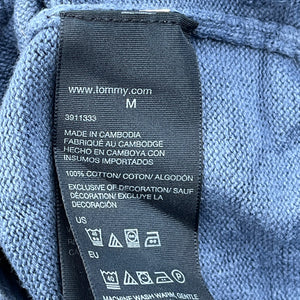 www.tommy.com
M
3911333
MADE IN CAMBODIA
FABRIQUÉ AU CAMBODGE
HECHO EN CAMBOYA CON
INSUMOS IMPORTADOS
100% COTTON/ COTON/ ALGODÓN
EXCLUSIVE OF DECORATION/ SAUF
DÉCORATION/ EXCLUYE DE LA
DECORACIÓN
US
EU
MACHINE WASH WARM, GENTLE